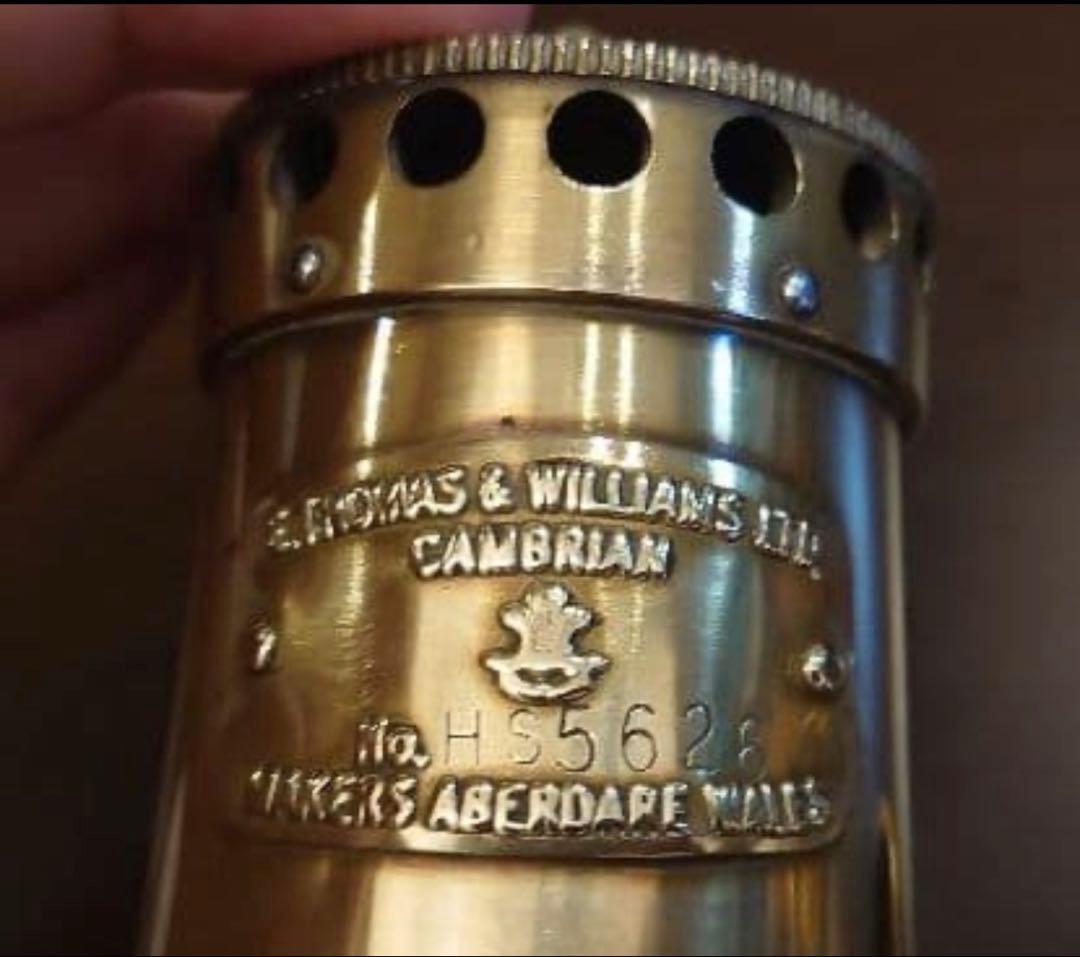 E. THOMAS & WILLIAMS LTD.
CAMBRIAN
No. HS5628
MAKERS ABERDARE WALES